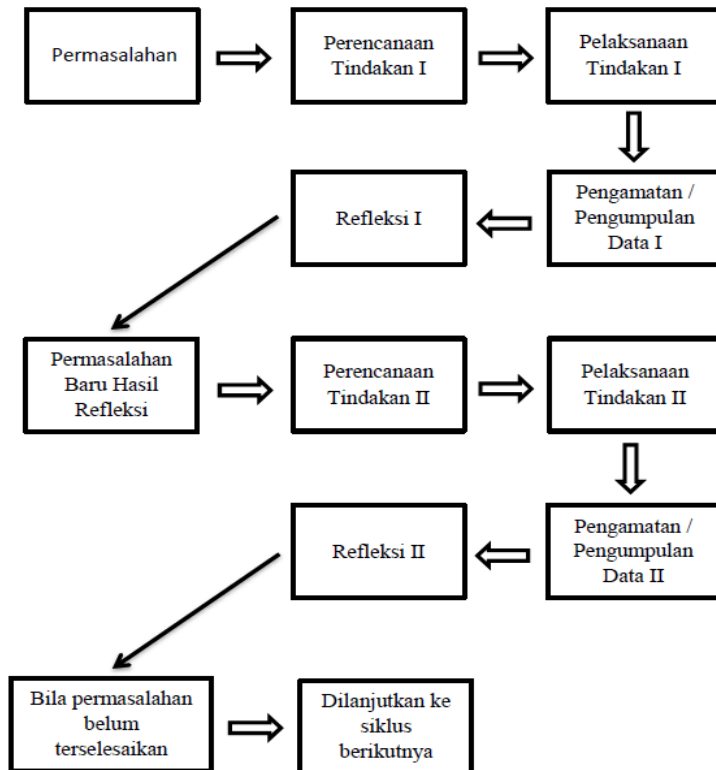 Permasalahan
Perencanaan
Tindakan I
Pelaksanaan
Tindakan I
Pengamatan /
Pengumpulan
Data I
Refleksi I
Permasalahan
Baru Hasil
Refleksi
Perencanaan
Tindakan II
Pelaksanaan
Tindakan II
Pengamatan /
Pengumpulan
Data II
Refleksi II
Bila permasalahan
belum
terselesaikan
Dilanjutkan ke
siklus
berikutnya